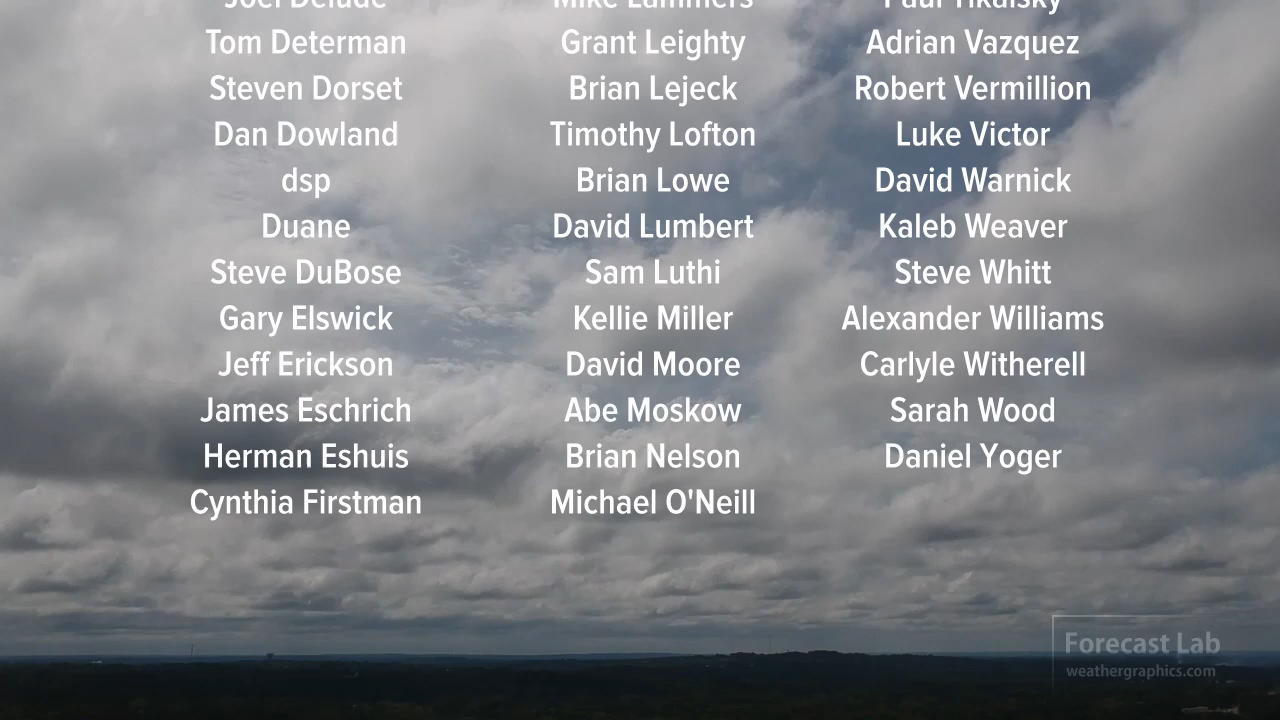 Tom Determan
Steven Dorset
Dan Dowland
dsp
Duane
Steve DuBose
Gary Elswick
Jeff Erickson
James Eschrich
Herman Eshuis
Cynthia Firstman
Mike Lammers
Grant Leighty
Brian Lejeck
Timothy Lofton
Brian Lowe
David Lumbert
Sam Luthi
Kellie Miller
David Moore
Abe Moskow
Brian Nelson
Michael O'Neill
Adrian Vazquez
Robert Vermillion
Luke Victor
David Warnick
Kaleb Weaver
Steve Whitt
Alexander Williams
Carlyle Witherell
Sarah Wood
Daniel Yoger
Forecast Lab
weathergraphics.com